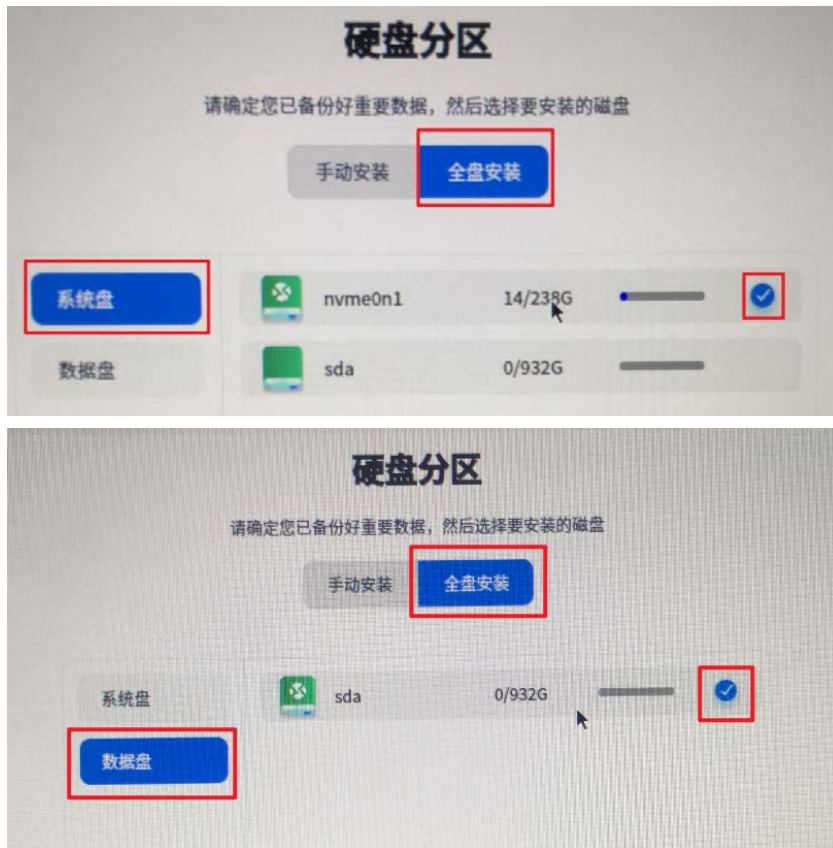 硬盘分区
请确定您已备份好重要数据，然后选择要安装的磁盘
手动安装 全盘安装
系统盘 nvme0n1 14/238G
数据盘 sda 0/932G
硬盘分区
请确定您已备份好重要数据，然后选择要安装的磁盘
手动安装 全盘安装
系统盘 sda 0/932G
数据盘